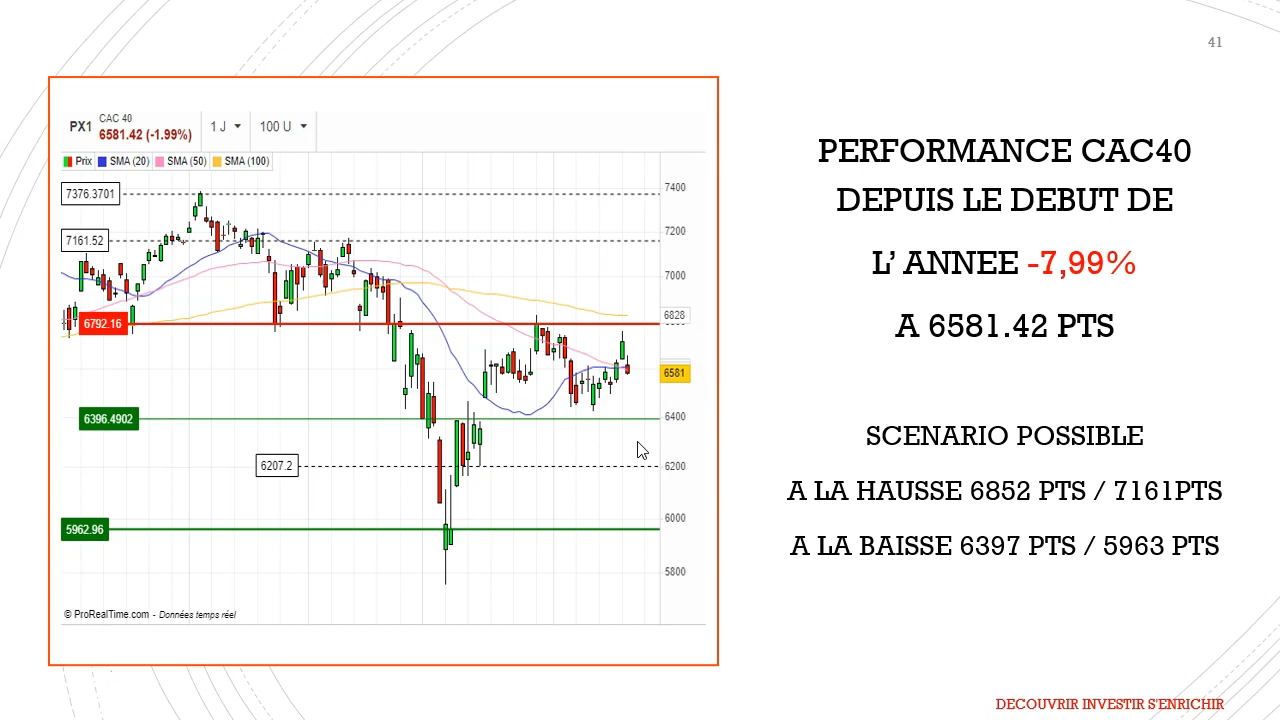 41
PX1
CAC 40
6581.42 (-1.99%)
1 J
100 U
Prix
SMA (20)
SMA (50)
SMA (100)
7376.3701
7400
7161.52
7200
7000
6828
6792.16
6581
6396.4902
6400
6207.2
6200
6000
5962.96
5800
© ProRealTime.com - Données temps réel
PERFORMANCE CAC40
DEPUIS LE DEBUT DE
L' ANNEE -7,99%
A 6581.42 PTS
SCENARIO POSSIBLE
A LA HAUSSE 6852 PTS / 7161PTS
A LA BAISSE 6397 PTS / 5963 PTS
DECOUVRIR INVESTIR S'ENRICHIR